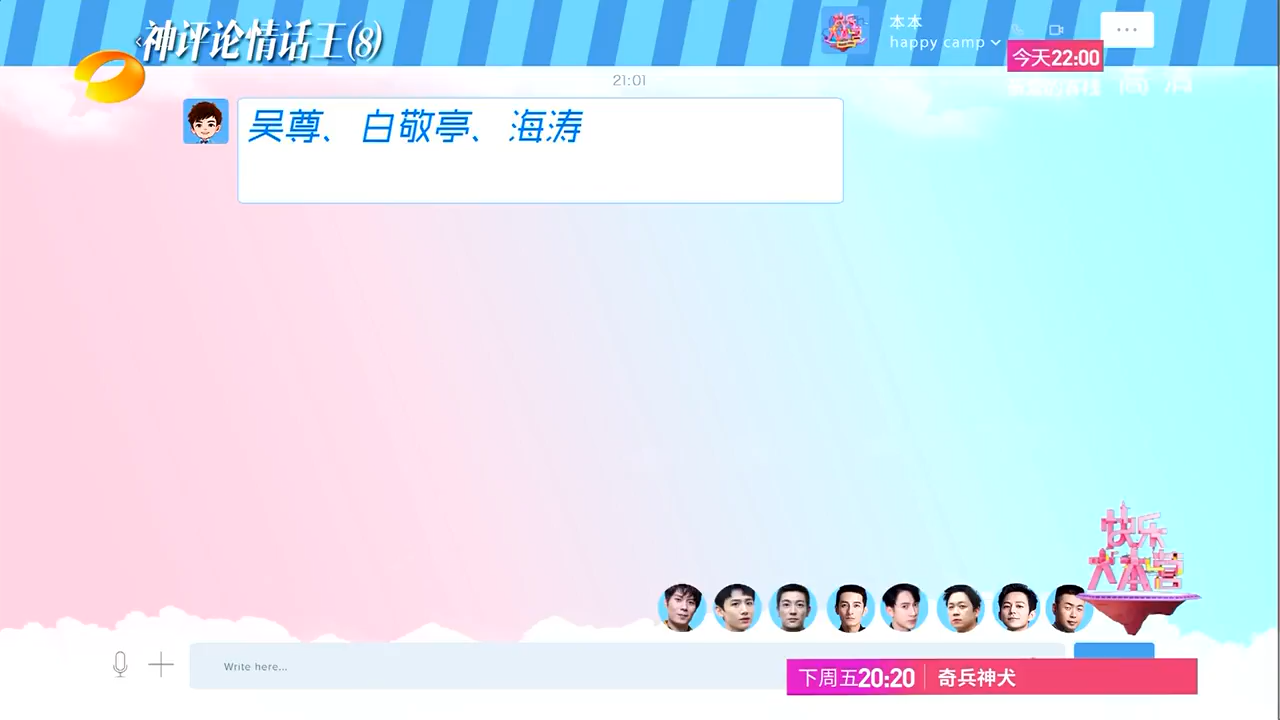 神评论情话王(8)
本本
happy camp
今天22:00
高清
21:01
吴尊、白敬亭、海涛
快乐
大本营
Write here...
下周五20:20
奇兵神犬